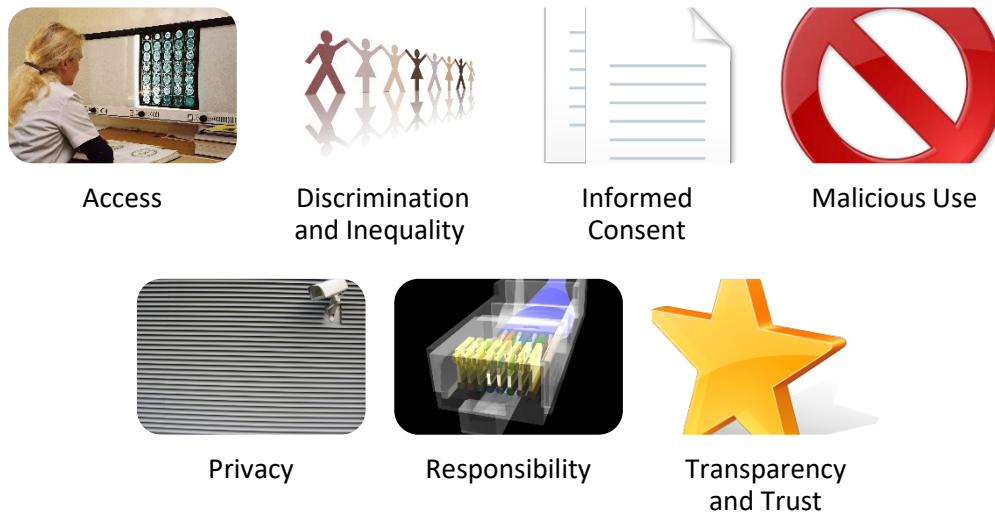 Access
Discrimination
and Inequality
Informed
Consent
Malicious Use
Privacy
Responsibility
Transparency
and Trust